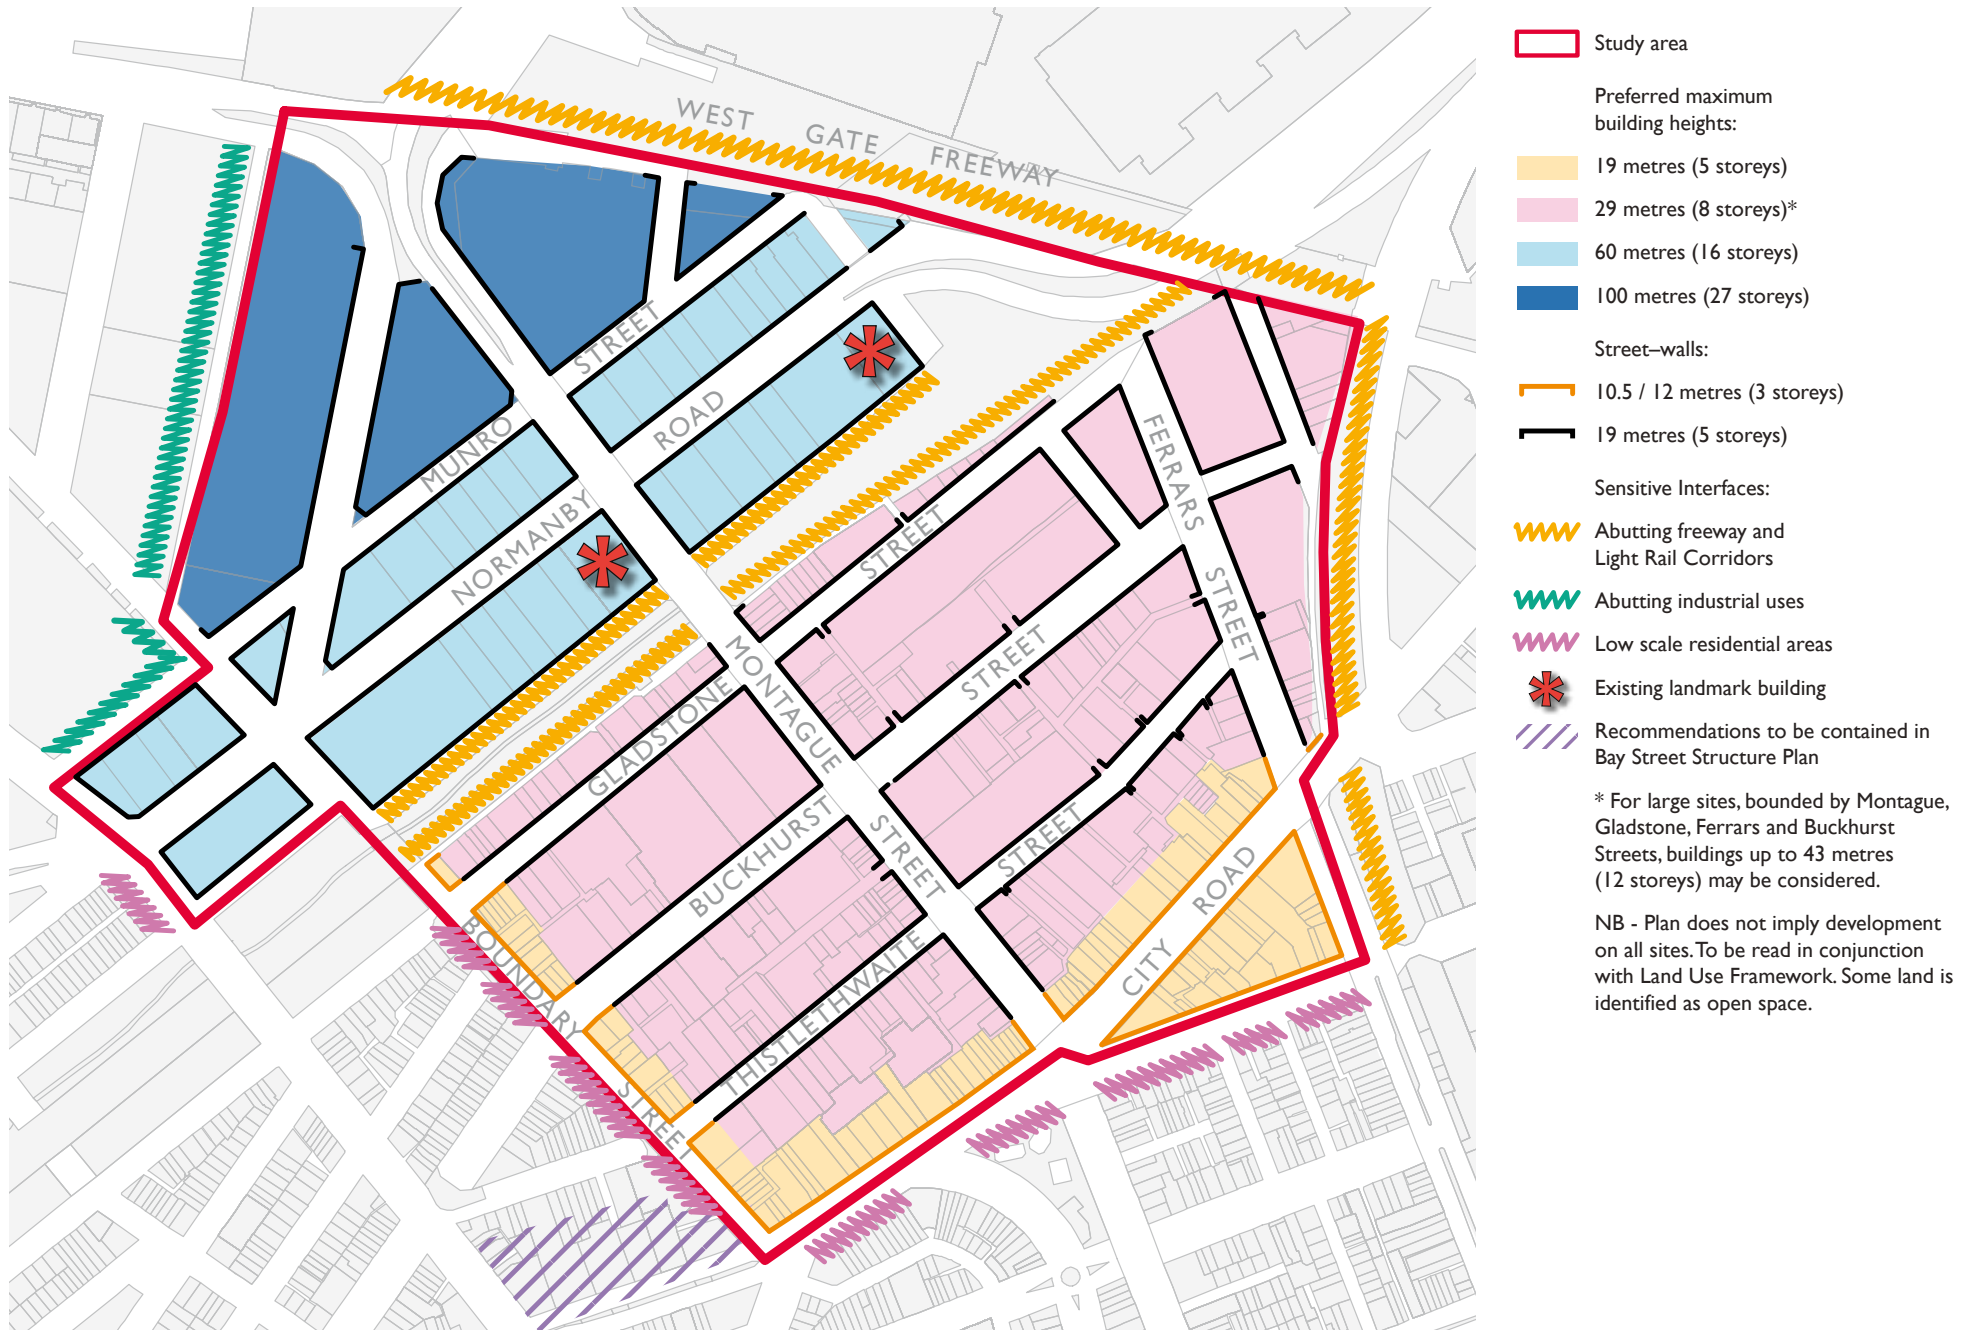 WEST GATE FREEWAY
STREET
MUNRO
ROAD
NORMANBY
FERRARS
STREET
STREET
STREET
MONTAGUE
STREET
GLADSTONE
BUCKHURST
STREET
BOUNDARY
STREET
THISTLETHWAITE
CITY
ROAD
Study area
Preferred maximum
building heights:
19 metres (5 storeys)
29 metres (8 storeys)*
60 metres (16 storeys)
100 metres (27 storeys)
Street–walls:
10.5 / 12 metres (3 storeys)
19 metres (5 storeys)
Sensitive Interfaces:
Abutting freeway and
Light Rail Corridors
Abutting industrial uses
Low scale residential areas
Existing landmark building
Recommendations to be contained in
Bay Street Structure Plan
* For large sites, bounded by Montague,
Gladstone, Ferrars and Buckhurst
Streets, buildings up to 43 metres
(12 storeys) may be considered.
NB - Plan does not imply development
on all sites. To be read in conjunction
with Land Use Framework. Some land is
identified as open space.